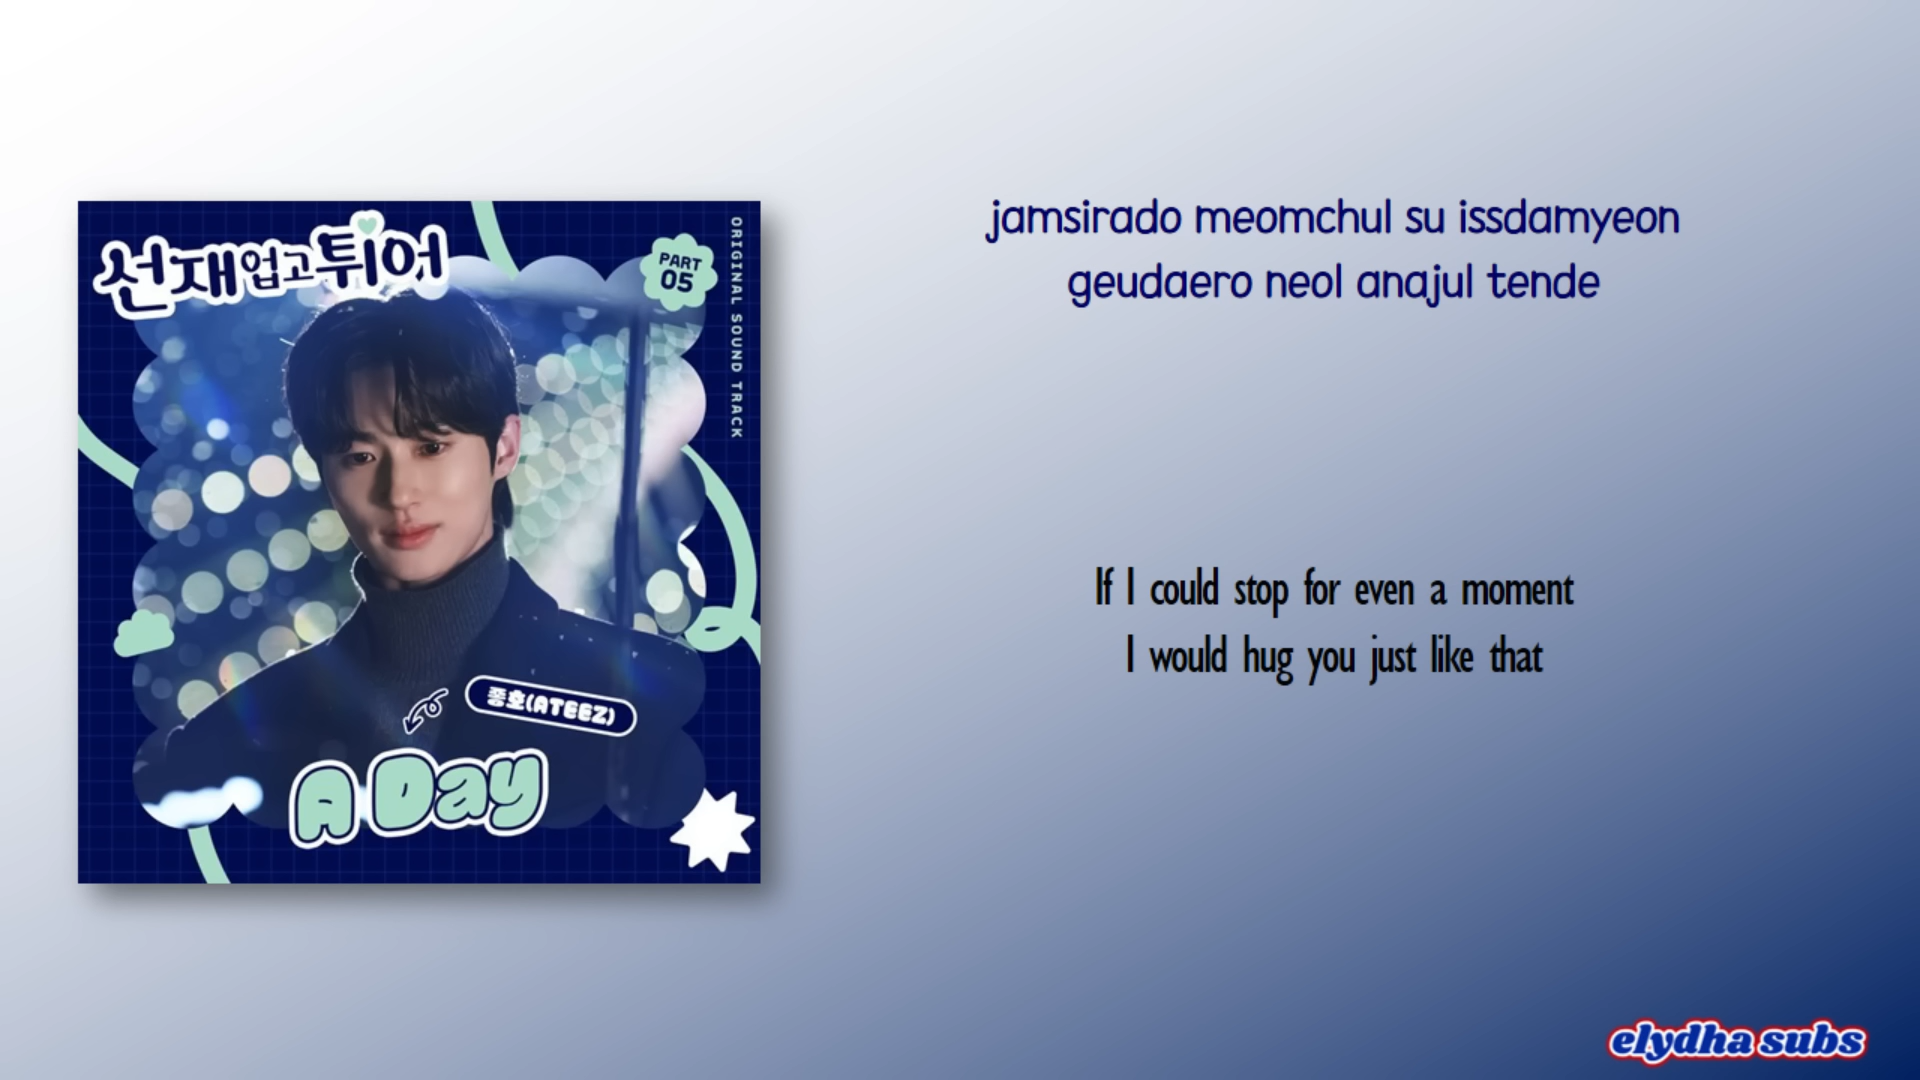 선재업고튀어
PART
05
ORIGINAL SOUND TRACK
종호(ATEEZ)
A Day
jamsirado meomchul su issdamyeon
geudaero neol anajul tende
If I could stop for even a moment
I would hug you just like that
elydha subs